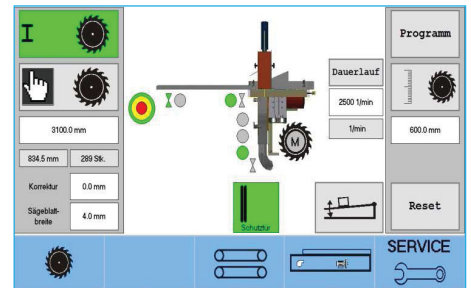 I
Programm
Dauerlauf
2500 1/min
1/min
3100.0 mm
600.0 mm
834.5 mm
289 Stk.
M
Korrektur
0.0 mm
Sägeblatt-
breite
4.0 mm
Schutztür
Reset
SERVICE